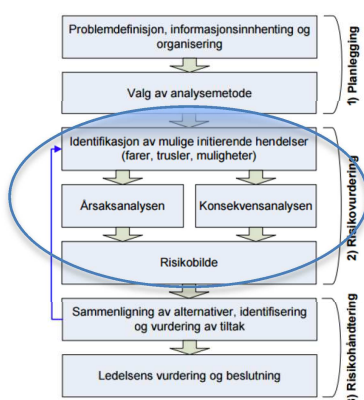 Problemdefinisjon, informasjonsinnhenting og
organisering
Valg av analysemetode
1) Planlegging
Identifikasjon av mulige initierende hendelser
(farer, trusler, muligheter)
Årsaksanalysen
Konsekvensanalysen
Risikobilde
2) Risikovurdering
Sammenligning av alternativer, identifisering
og vurdering av tiltak
Ledelsens vurdering og beslutning
3) Risikohåndtering